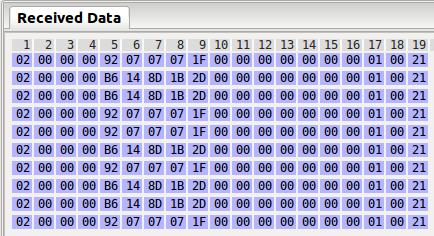 Received Data
1 2 3 4 5 6 7 8 9 10 11 12 13 14 15 16 17 18 19
02 00 00 00 92 07 07 07 1F 00 00 00 00 00 00 00 01 00 21
02 00 00 00 B6 14 8D 1B 2D 00 00 00 00 00 00 00 01 00 21
02 00 00 00 B6 14 8D 1B 2D 00 00 00 00 00 00 00 01 00 21
02 00 00 00 92 07 07 07 1F 00 00 00 00 00 00 00 01 00 21
02 00 00 00 92 07 07 07 1F 00 00 00 00 00 00 00 01 00 21
02 00 00 00 B6 14 8D 1B 2D 00 00 00 00 00 00 00 01 00 21
02 00 00 00 92 07 07 07 1F 00 00 00 00 00 00 00 01 00 21
02 00 00 00 B6 14 8D 1B 2D 00 00 00 00 00 00 00 01 00 21
02 00 00 00 B6 14 8D 1B 2D 00 00 00 00 00 00 00 01 00 21
02 00 00 00 92 07 07 07 1F 00 00 00 00 00 00 00 01 00 21